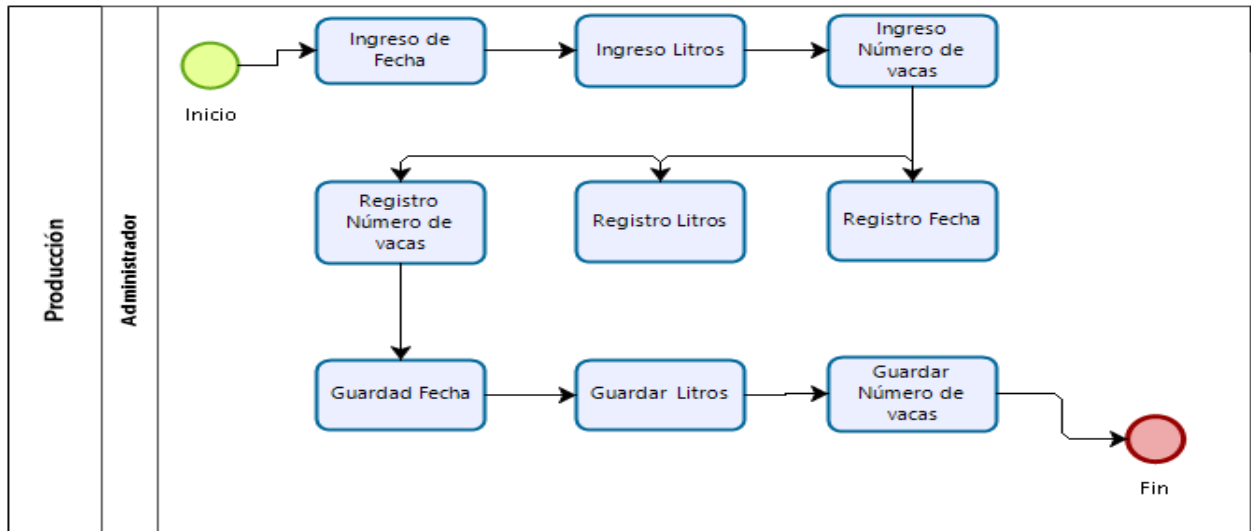 Producción
Administrador
Inicio
Ingreso de
Fecha
Ingreso Litros
Ingreso
Número de
vacas
Registro
Número de
vacas
Registro Litros
Registro Fecha
Guardad Fecha
Guardar Litros
Guardar
Número de
vacas
Fin